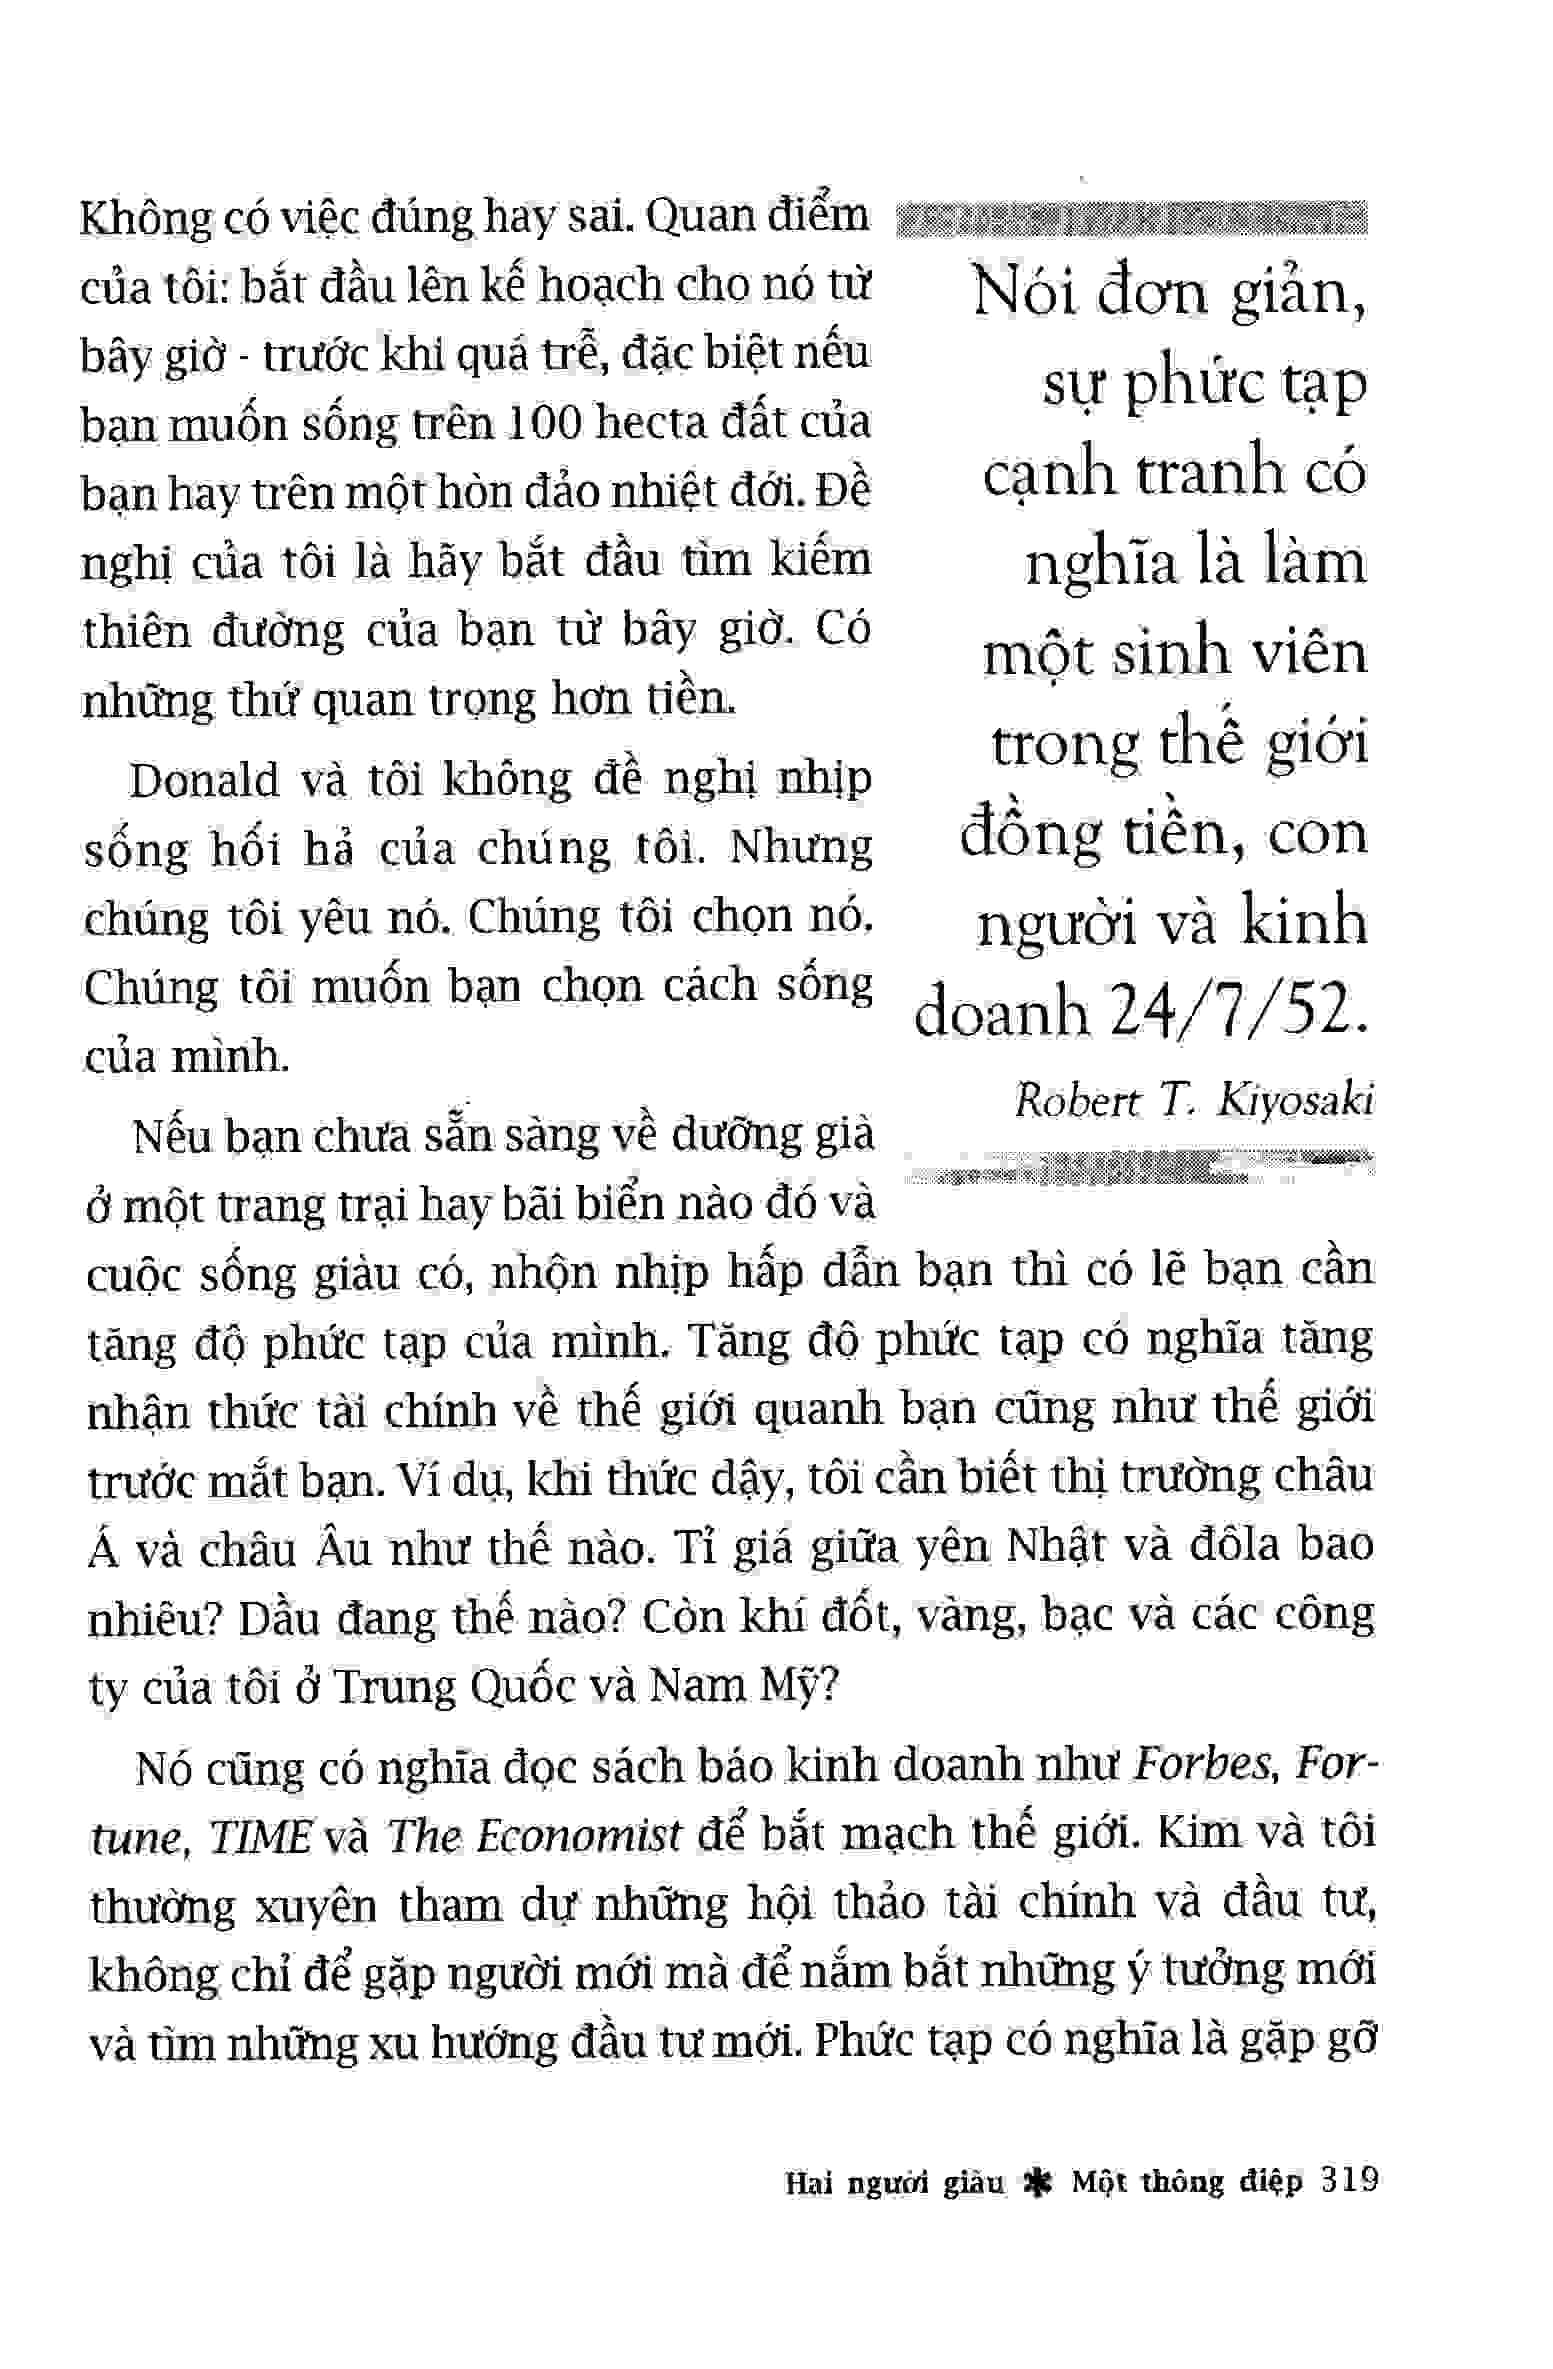 Không có việc đúng hay sai. Quan điểm
của tôi: bắt đầu lên kế hoạch cho nó từ
bây giờ - trước khi quá trễ, đặc biệt nếu
bạn muốn sống trên 100 hecta đất của
bạn hay trên một hòn đảo nhiệt đới. Đề
nghị của tôi là hãy bắt đầu tìm kiếm
thiên đường của bạn từ bây giờ. Có
những thứ quan trọng hơn tiền.
Donald và tôi không đề nghị nhịp
sống hối hả của chúng tôi. Nhưng
chúng tôi yêu nó. Chúng tôi chọn nó.
Chúng tôi muốn bạn chọn cách sống
của mình.
Nếu bạn chưa sẵn sàng về dưỡng già
ở một trang trại hay bãi biển nào đó và
cuộc sống giàu có, nhộn nhịp hấp dẫn bạn thì có lẽ bạn cần
tăng độ phức tạp của mình. Tăng độ phức tạp có nghĩa tăng
nhận thức tài chính về thế giới quanh bạn cũng như thế giới
trước mắt bạn. Ví dụ, khi thức dậy, tôi cần biết thị trường châu
Á và châu Âu như thế nào. Tỉ giá giữa yên Nhật và đôla bao
nhiêu? Dầu đang thế nào? Còn khí đốt, vàng, bạc và các công
ty của tôi ở Trung Quốc và Nam Mỹ?
Nó cũng có nghĩa đọc sách báo kinh doanh như Forbes, For-
tune, TIME và The Economist để bắt mạch thế giới. Kim và tôi
thường xuyên tham dự những hội thảo tài chính và đầu tư,
không chỉ để gặp người mới mà để nắm bắt những ý tưởng mới
và tìm những xu hướng đầu tư mới. Phức tạp có nghĩa là gặp gỡ
Nói đơn giản,
sự phức tạp
cạnh tranh có
nghĩa là làm
một sinh viên
trong thế giới
đồng tiền, con
người và kinh
doanh 24/7/52.
Robert T. Kiyosaki
Hai người giàu ✱ Một thông điệp 319